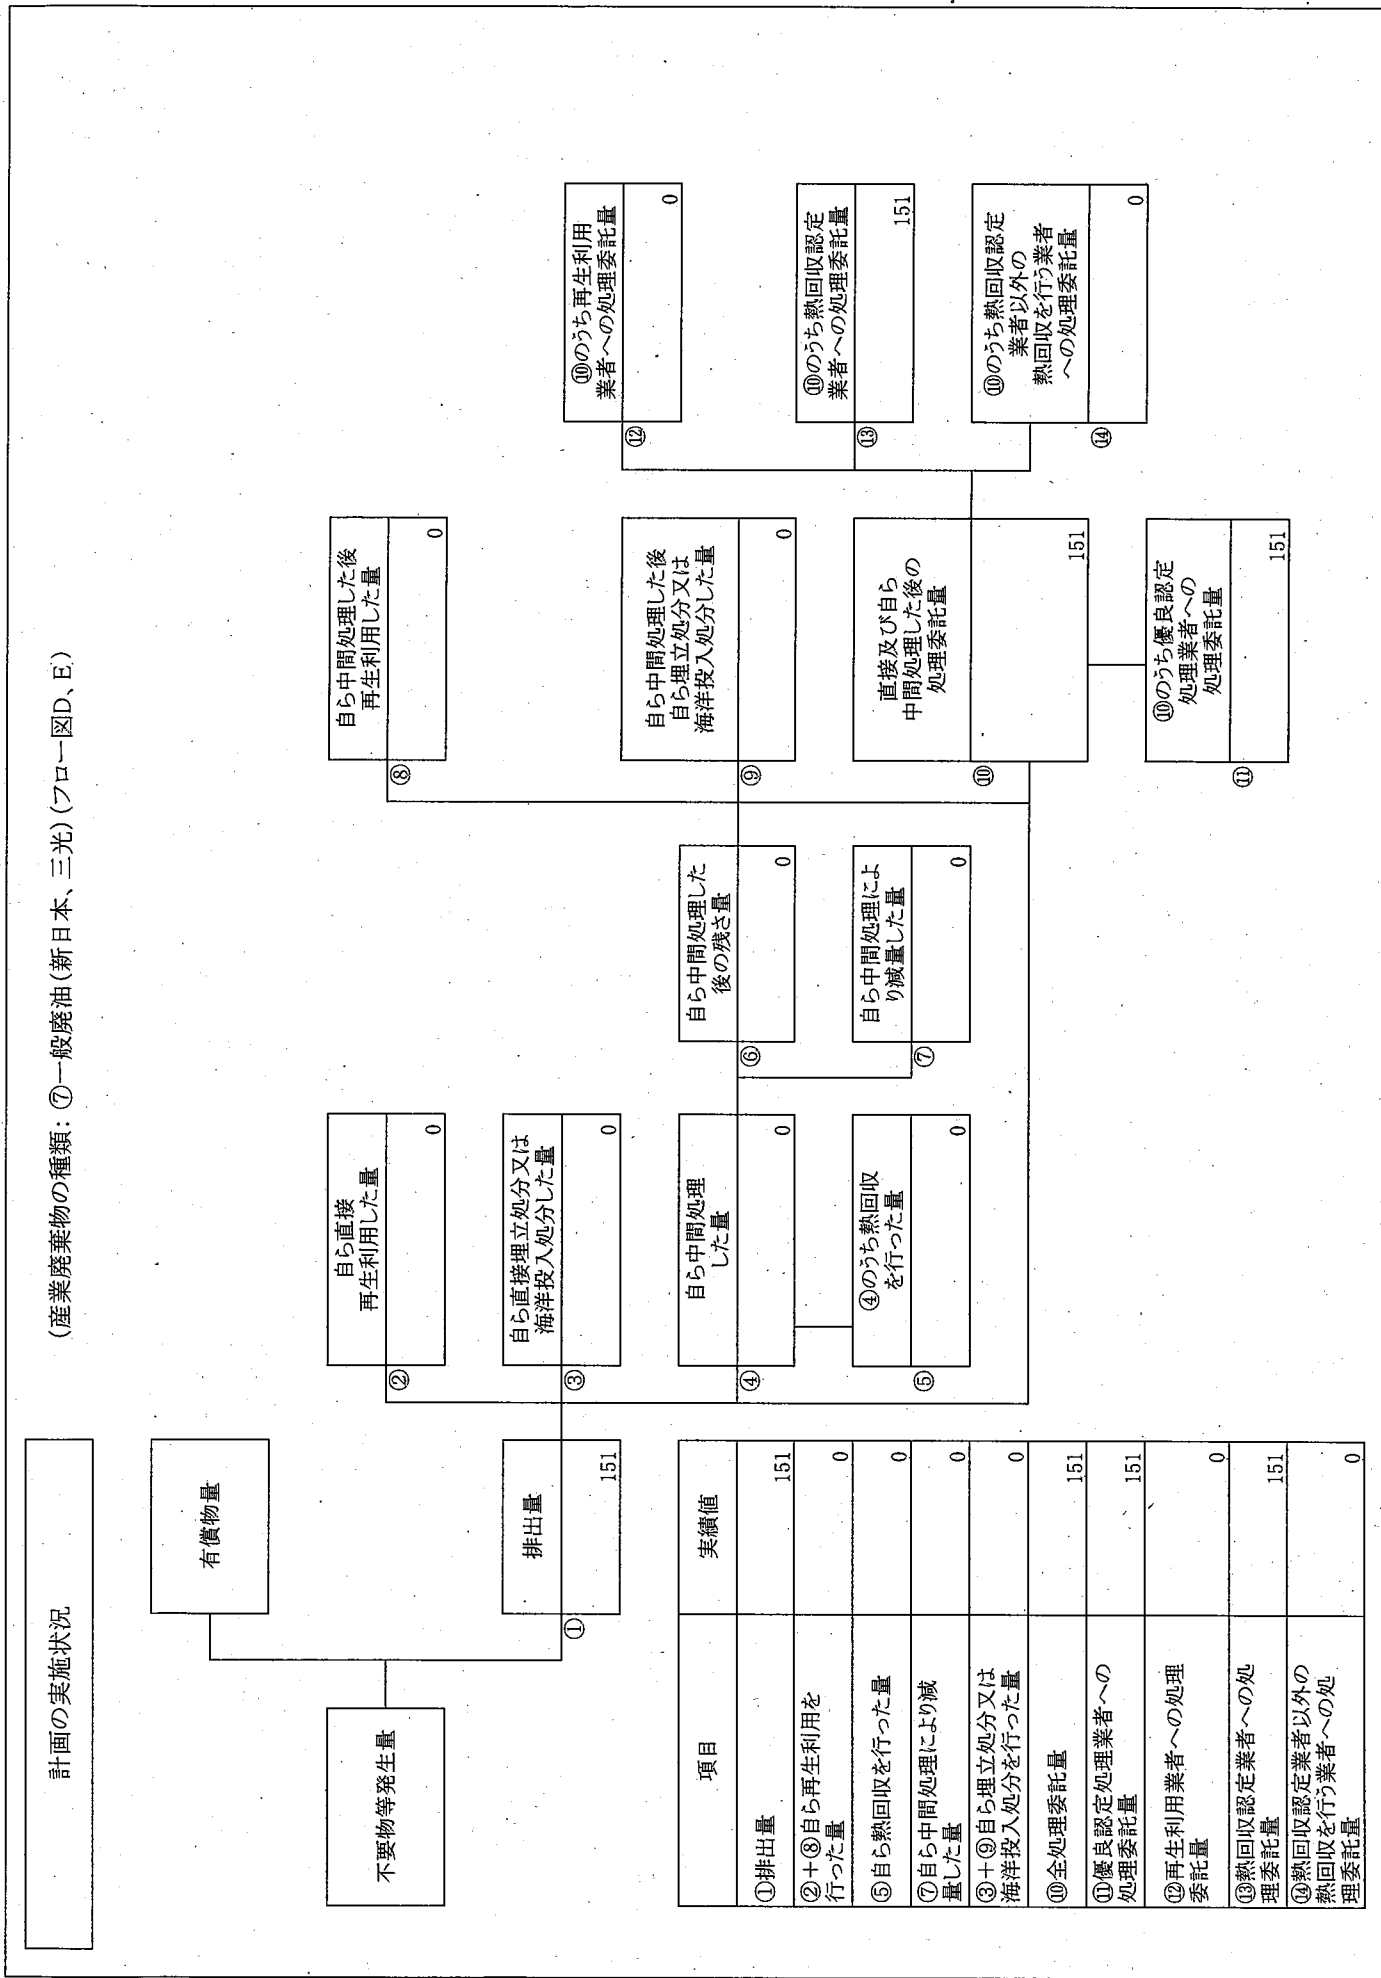 計画の実施状況
(産業廃棄物の種類：⑦一般廃油(新日本、三光)(フロー図D、E)
不要物等発生量
有償物量
①
排出量
151
②
自ら直接
再生利用した量
0
③
自ら直接埋立処分又は
海洋投入処分した量
0
④
自ら中間処理
した量
0
⑤
④のうち熱回収
を行った量
0
⑥
自ら中間処理した
後の残さ量
0
⑦
自ら中間処理によ
り減量した量
0
⑧
自ら中間処理した後
再生利用した量
0
⑨
自ら中間処理した後
自ら埋立処分又は
海洋投入処分した量
0
⑩
直接及び自ら
中間処理した後の
処理委託量
151
⑪
⑩のうち優良認定
処理業者への
処理委託量
151
⑫
⑩のうち再生利用
業者への処理委託量
0
⑬
⑩のうち熱回収認定
業者への処理委託量
151
⑭
⑩のうち熱回収認定
業者以外の
熱回収を行う業者
への処理委託量
0
項目 実績値
①排出量 151
②+⑧自ら再生利用を
行った量 0
⑤自ら熱回収を行った量 0
⑦自ら中間処理により減
量した量 0
③+⑨自ら埋立処分又は
海洋投入処分を行った量 0
⑩全処理委託量 151
⑪優良認定処理業者への
処理委託量 151
⑫再生利用業者への処理
委託量 0
⑬熱回収認定業者への処
理委託量 151
⑭熱回収認定業者以外の
熱回収を行う業者への処
理委託量 0